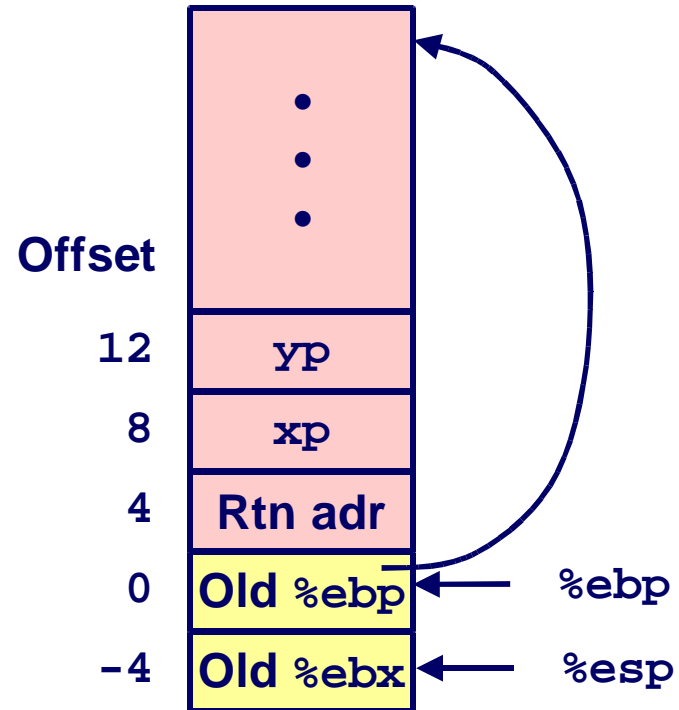 Offset
12 yp
8 xp
4 Rtn adr
0 Old %ebp %ebp
-4 Old %ebx %esp